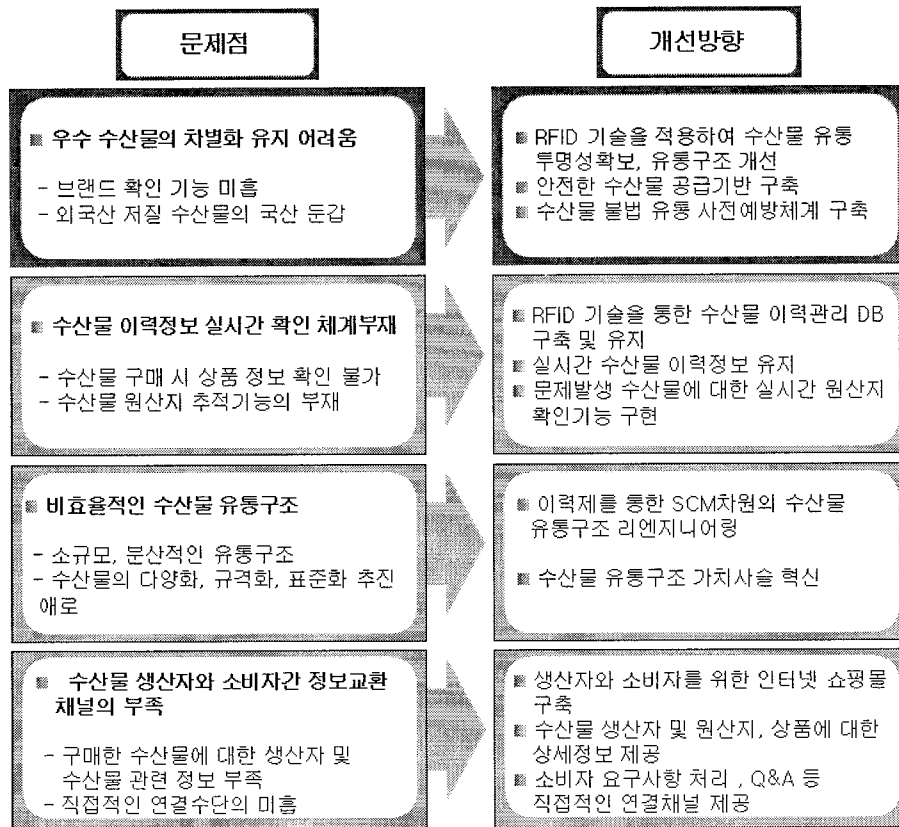 문제점
개선방향
■ 우수 수산물의 차별화 유지 어려움
- 브랜드 확인 기능 미흡
- 외국산 저질 수산물의 국산 둔갑
■ RFID 기술을 적용하여 수산물 유통
투명성확보, 유통구조 개선
■ 안전한 수산물 공급기반 구축
■ 수산물 불법 유통 사전예방체계 구축
■ 수산물 이력정보 실시간 확인 체계부재
- 수산물 구매 시 상품 정보 확인 불가
- 수산물 원산지 추적기능의 부재
■ RFID 기술을 통한 수산물 이력관리 DB
구축 및 유지
■ 실시간 수산물 이력정보 유지
■ 문제발생 수산물에 대한 실시간 원산지
확인기능 구현
■ 비효율적인 수산물 유통구조
- 소규모, 분산적인 유통구조
- 수산물의 다양화, 규격화, 표준화 추진
애로
■ 이력제를 통한 SCM차원의 수산물
유통구조 리엔지니어링
■ 수산물 유통구조 가치사슬 혁신
■ 수산물 생산자와 소비자간 정보교환
채널의 부족
- 구매한 수산물에 대한 생산자 및
수산물 관련 정보 부족
- 직접적인 연결수단의 미흡
■ 생산자와 소비자를 위한 인터넷 쇼핑몰
구축
■ 수산물 생산자 및 원산지, 상품에 대한
상세정보 제공
■ 소비자 요구사항 처리 , Q&A 등
직접적인 연결채널 제공